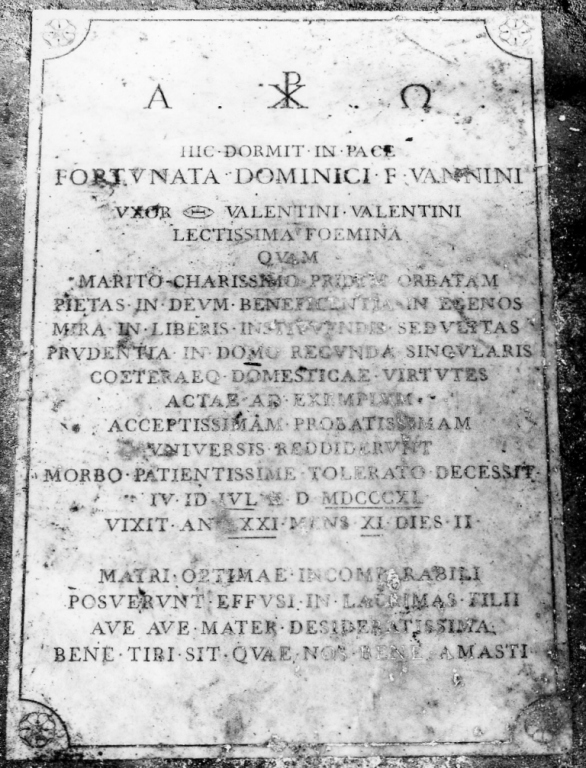 Α · ☧ · Ω ·
HIC·DORMIT·IN·PACE
FORTVNATA·DOMINICI·F·VANNINI
VXOR VALENTINI·VALENTINI
LECTISSIMA FOEMINA
QVAM
MARITO·CHARISSIMO PRIDEM ORBATAM
PIETAS·IN·DEVM·BENEFICENTIA·IN EGENOS
MIRA·IN·LIBERIS·INSTITVENDIS·SEDVLITAS
PRVDENTIA·IN·DOMO REGVNDA SINGVLARIS
COETERAEQ·DOMESTICAE·VIRTVTES
ACTAE·AD·EXEMPLVM·
ACCEPTISSIMAM·PROBATISSIMAM
VNIVERSIS·REDDIDERVNT
MORBO·PATIENTISSIME·TOLERATO·DECESSIT·
IV·ID·IVL· D MDCCCXL
VIXIT·AN· MENS XI DIES·II·
MATRI·OPTIMAE·INCOMPARABILI
POSVERVNT·EFFVSI·IN·LACRIMAS·FILII
AVE AVE·MATER·DESIDERATISSIMA
BENE·TIBI·SIT·QVAE·NOS·BENE·AMASTI·